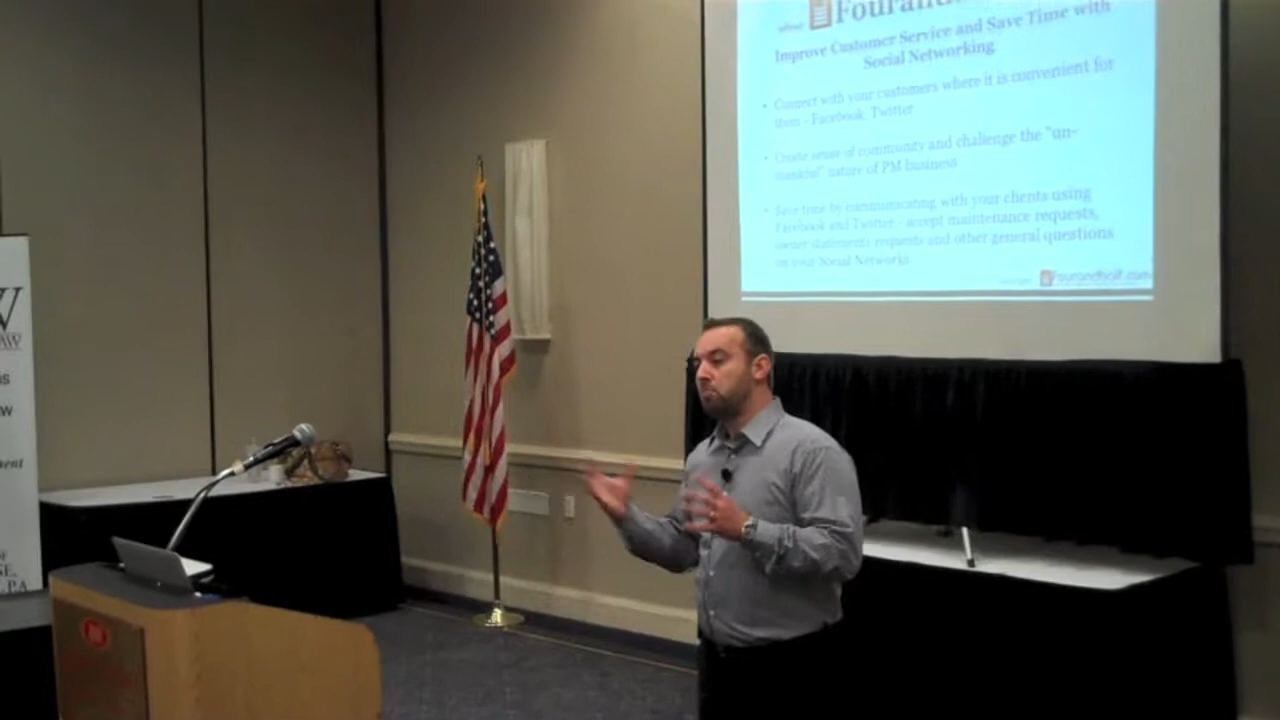 Fourand
Improve Customer Service and Save Time with
Social Networking
• Connect with your customers where it is convenient for
them - Facebook, Twitter
• Create sense of community and challenge the "un-
nature of PM business
• Save time by communicating with your clients using
Facebook and Twitter - accept maintenance requests,
owner statements requests and other general questions
on your Social Networks
fourandhalf.com
W
AW